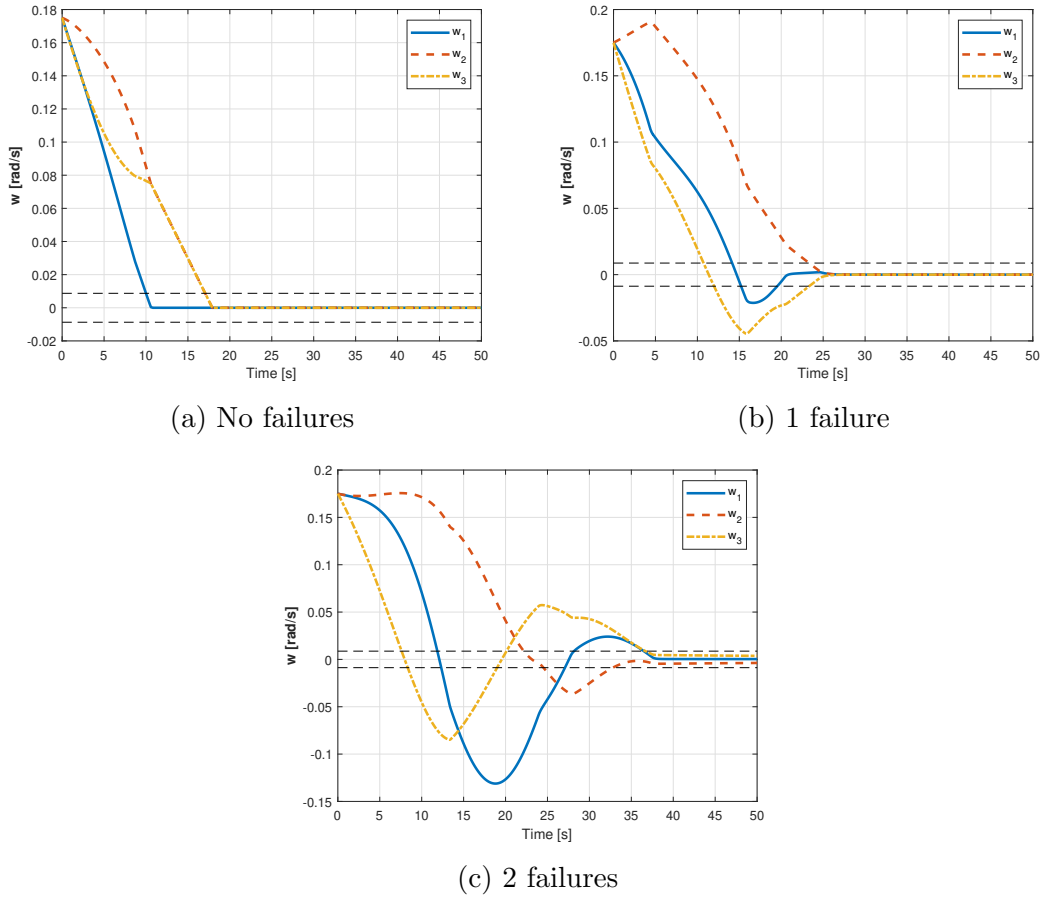 0.18
0.16
0.14
0.12
0.1
0.08
0.06
0.04
0.02
0
-0.02
w [rad/s]
0 5 10 15 20 25 30 35 40 45 50
Time [s]
w1
w2
w3
(a) No failures
0.2
0.15
0.1
0.05
0
-0.05
w [rad/s]
0 5 10 15 20 25 30 35 40 45 50
Time [s]
w1
w2
w3
(b) 1 failure
0.2
0.15
0.1
0.05
0
-0.05
-0.1
-0.15
w [rad/s]
0 5 10 15 20 25 30 35 40 45 50
Time [s]
w1
w2
w3
(c) 2 failures